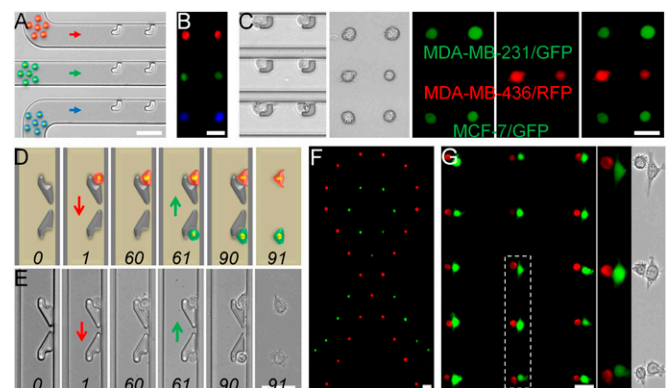 A
B
C
MDA-MB-231/GFP
MDA-MB-436/RFP
MCF-7/GFP
D
0
1
60
61
90
91
E
0
1
60
61
90
91
F
G